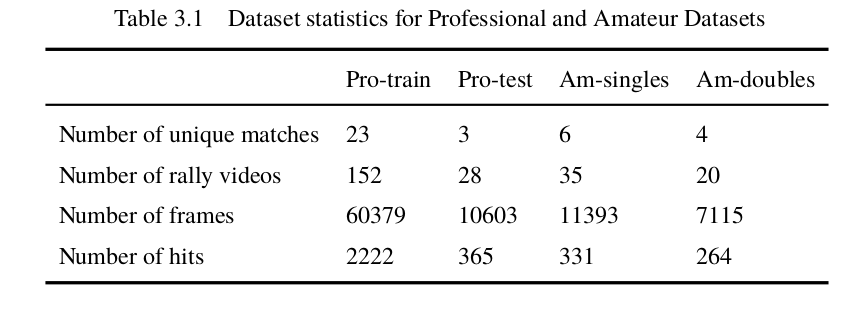 Table 3.1 Dataset statistics for Professional and Amateur Datasets
Pro-train Pro-test Am-singles Am-doubles
Number of unique matches 23 3 6 4
Number of rally videos 152 28 35 20
Number of frames 60379 10603 11393 7115
Number of hits 2222 365 331 264